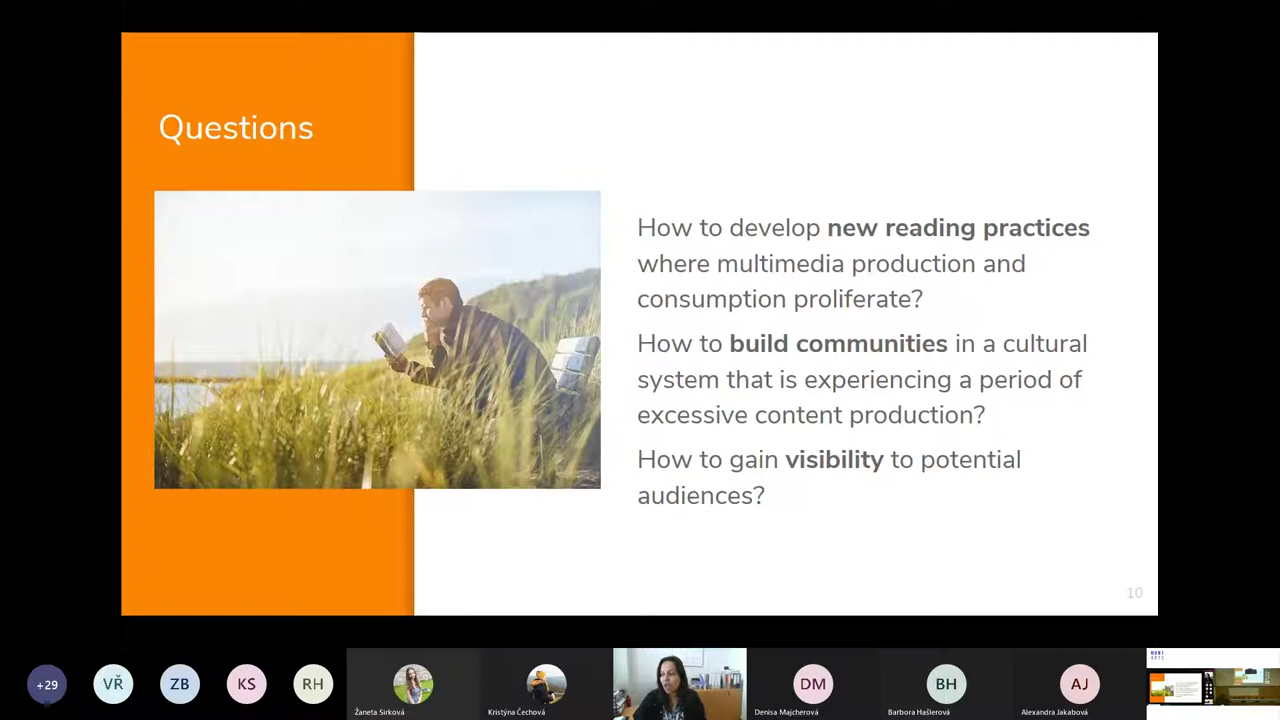 Questions
How to develop new reading practices
where multimedia production and
consumption proliferate?
How to build communities in a cultural
system that is experiencing a period of
excessive content production?
How to gain visibility to potential
audiences?
10
+29
VŘ
ZB
KS
RH
Žaneta Sirková
Kristýna Čechová
DM
Denisa Majcherová
BH
Barbora Hašlerová
AJ
Alexandra Jakabová
MUNI
ARTS